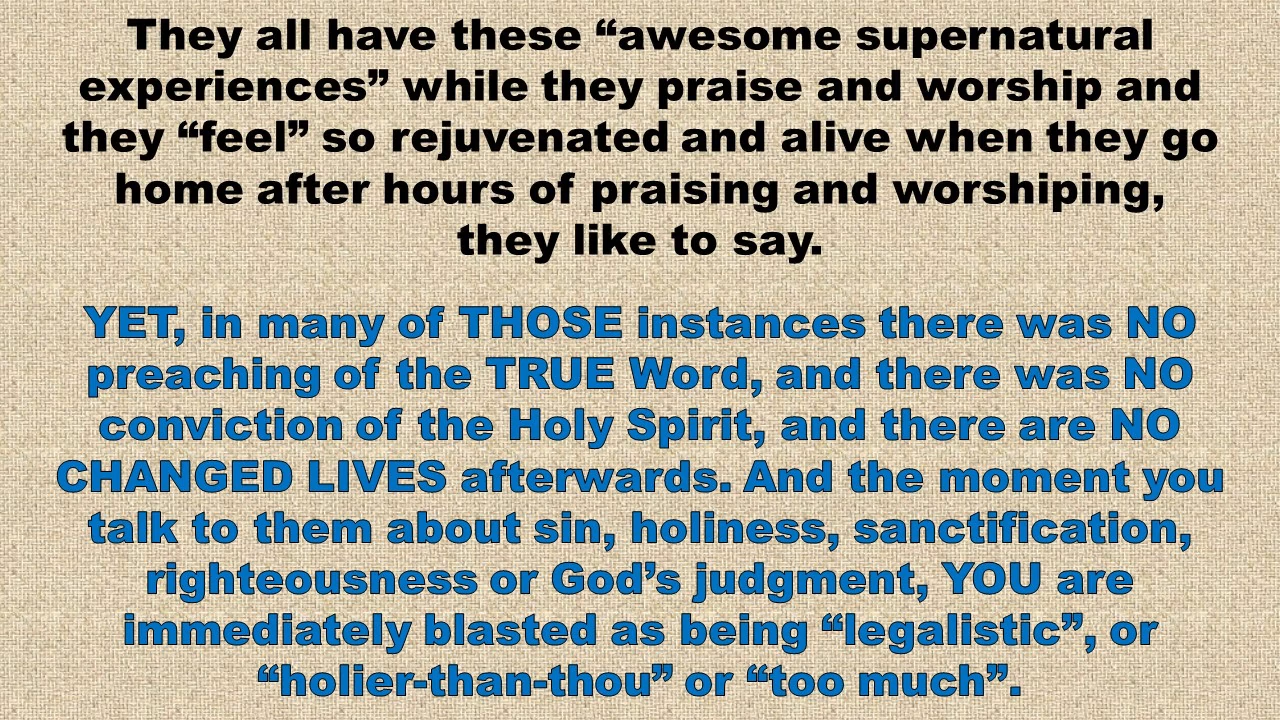 They all have these “awesome supernatural
experiences” while they praise and worship and
they “feel” so rejuvenated and alive when they go
home after hours of praising and worshiping,
they like to say.
YET, in many of THOSE instances there was NO
preaching of the TRUE Word, and there was NO
conviction of the Holy Spirit, and there are NO
CHANGED LIVES afterwards. And the moment you
talk to them about sin, holiness, sanctification,
righteousness or God’s judgment, YOU are
immediately blasted as being “legalistic”, or
“holier-than-thou” or “too much”.